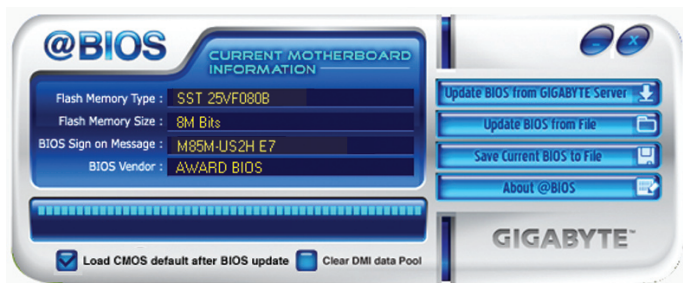 @BIOS
CURRENT MOTHERBOARD
INFORMATION
Flash Memory Type : SST 25VF080B
Flash Memory Size : 8M Bits
BIOS Sign on Message : M85M-US2H E7
BIOS Vendor : AWARD BIOS
Update BIOS from GIGABYTE Server
Update BIOS from File
Save Current BIOS to File
About @BIOS
Load CMOS default after BIOS update
Clear DMI data Pool
GIGABYTE™